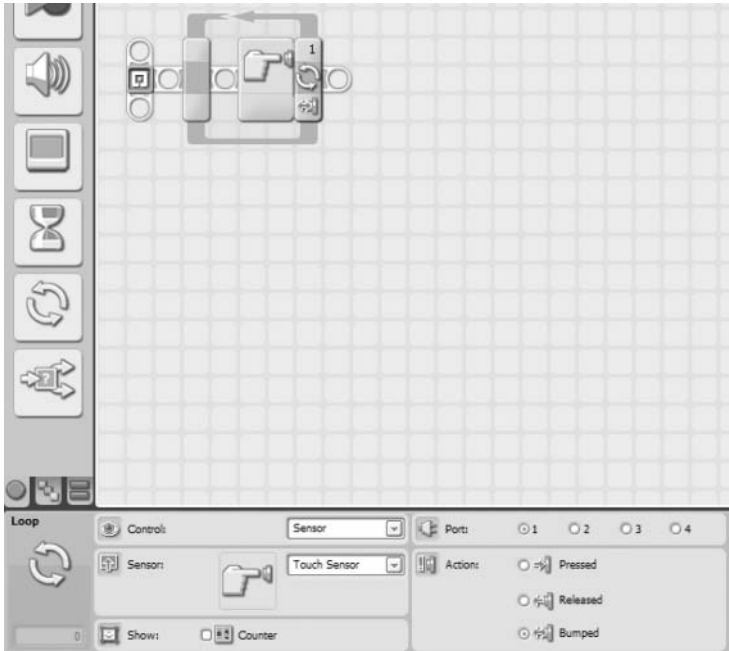 1
Loop
Control: Sensor Port: 1 2 3 4
Sensor: Touch Sensor Action: Pressed
Released
0 Show: Counter Bumped